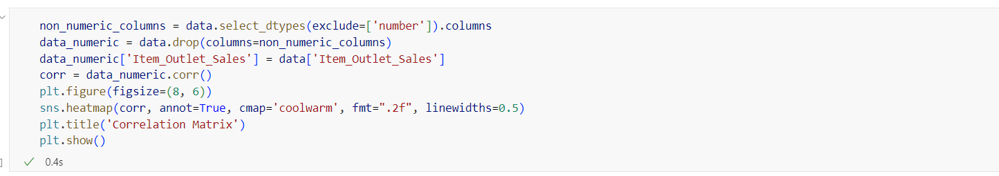 non_numeric_columns = data.select_dtypes(exclude=['number']).columns
data_numeric = data.drop(columns=non_numeric_columns)
data_numeric['Item_Outlet_Sales'] = data['Item_Outlet_Sales']
corr = data_numeric.corr()
plt.figure(figsize=(8, 6))
sns.heatmap(corr, annot=True, cmap='coolwarm', fmt=".2f", linewidths=0.5)
plt.title('Correlation Matrix')
plt.show()
] 0.4s